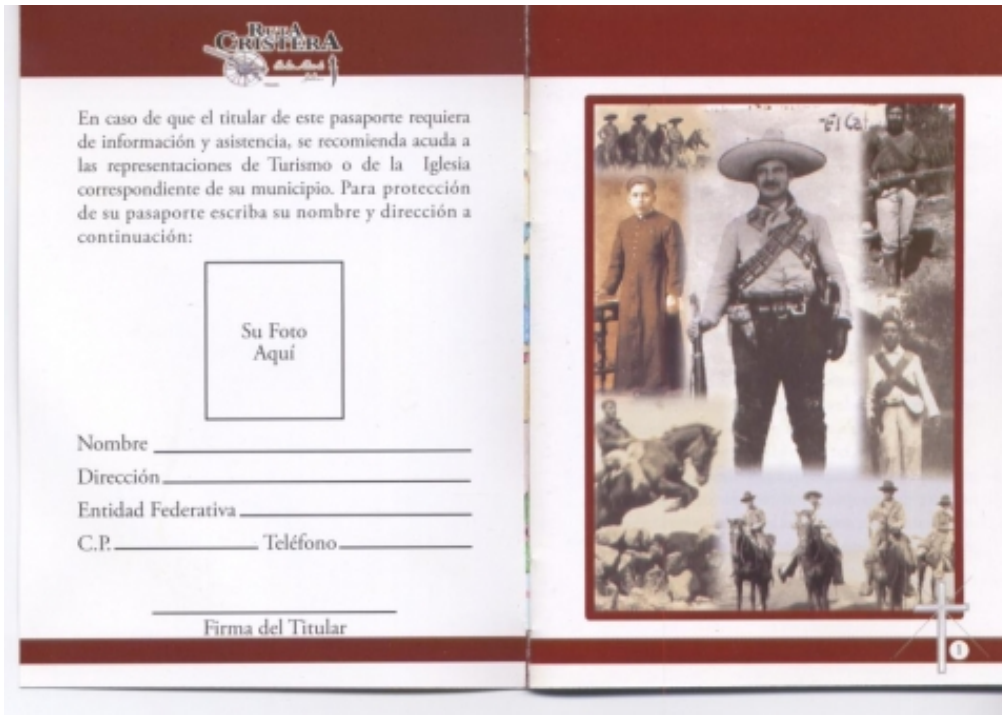 RUTA
CRISTERA
En caso de que el titular de este pasaporte requiera
de información y asistencia, se recomienda acuda a
las representaciones de Turismo o de la Iglesia
correspondiente de su municipio. Para protección
de su pasaporte escriba su nombre y dirección a
continuación:
Su Foto
Aquí
Nombre
Dirección
Entidad Federativa
C.P. Teléfono
Firma del Titular